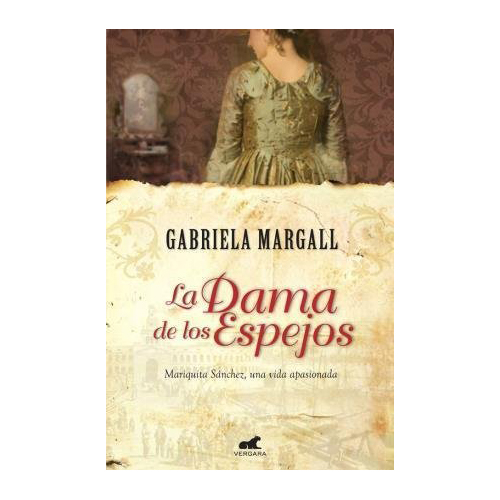 GABRIELA MARGALL
La Dama
de los Espejos
Mariquita Sánchez, una vida apasionada
VERGARA